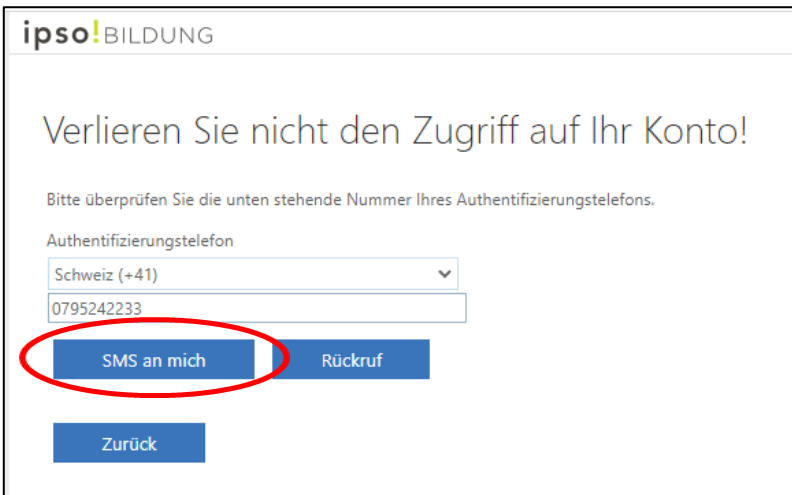 ipso!BILDUNG
Verlieren Sie nicht den Zugriff auf Ihr Konto!
Bitte überprüfen Sie die unten stehende Nummer Ihres Authentifizierungstelefons.
Authentifizierungstelefon
Schweiz (+41)
0795242233
SMS an mich Rückruf
Zurück